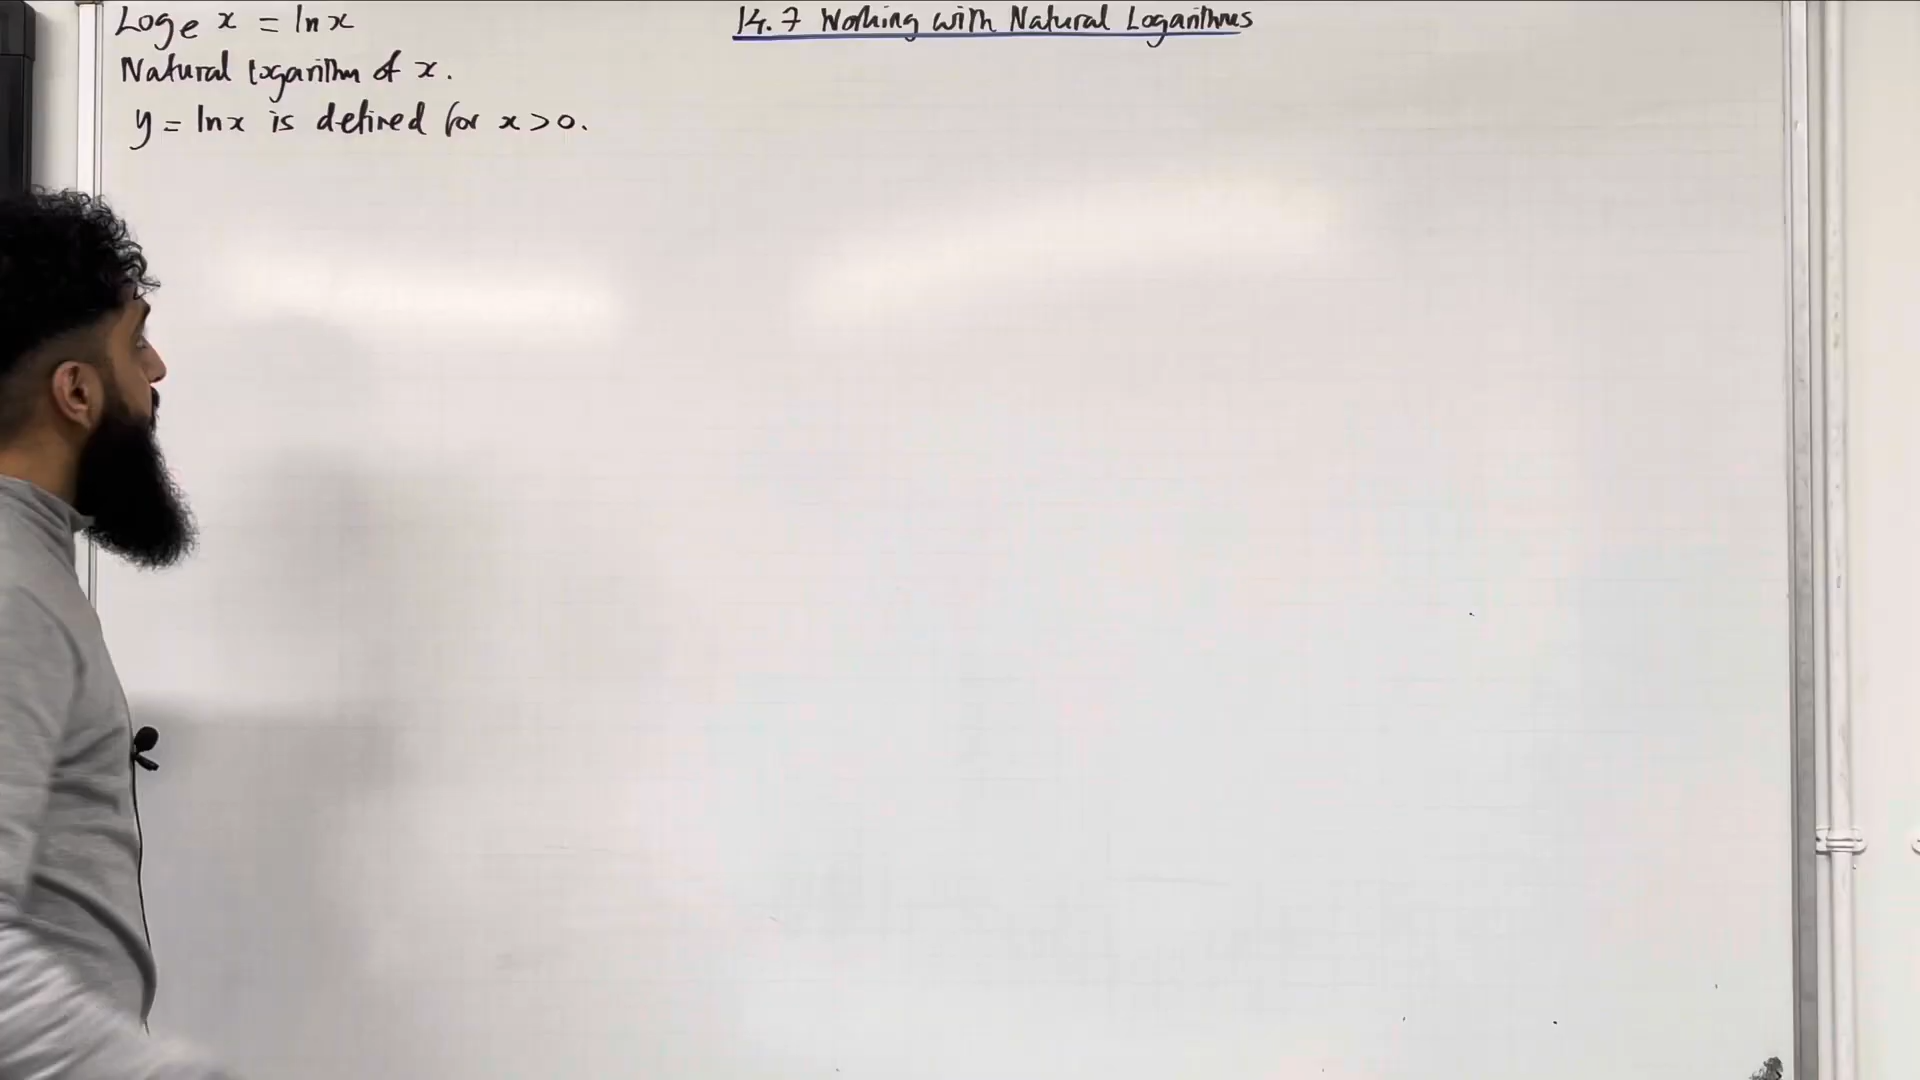 Loge x = ln x
14.7 Working with Natural Logarithms
Natural logarithm of x.
y = ln x is defined for x > 0.